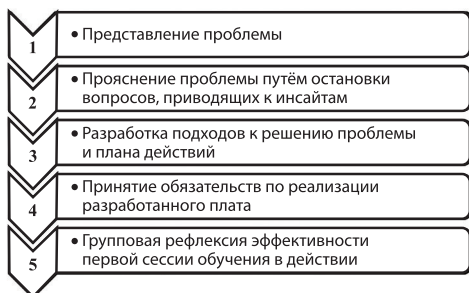 1
• Представление проблемы
2
• Прояснение проблемы путём остановки
вопросов, приводящих к инсайтам
3
• Разработка подходов к решению проблемы
и плана действий
4
• Принятие обязательств по реализации
разработанного плата
5
• Групповая рефлексия эффективности
первой сессии обучения в действии